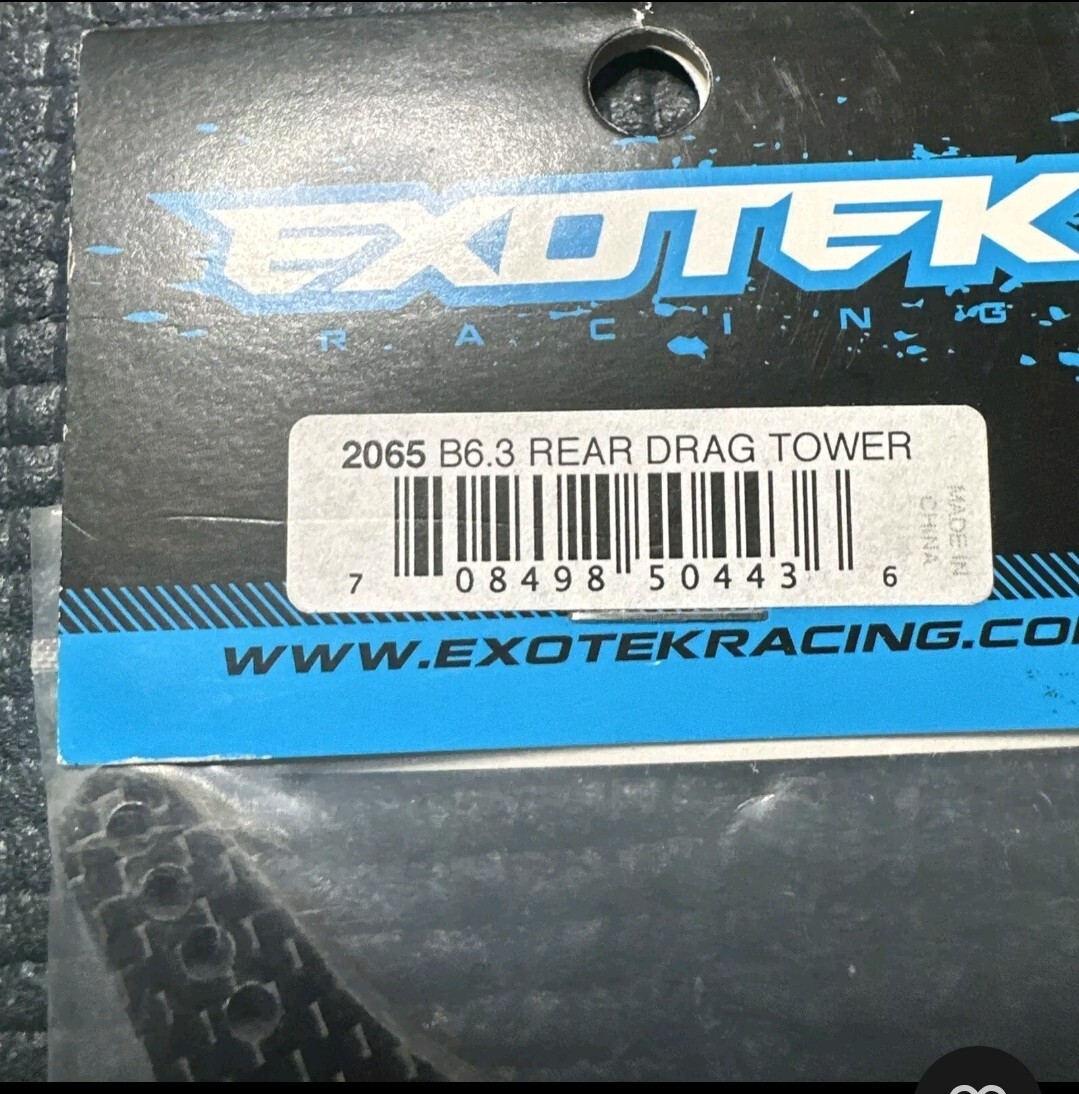 EXOTEK
RACING
2065 B6.3 REAR DRAG TOWER
MADE IN
CHINA
7 08498 50443 6
WWW.EXOTEKRACING.CO